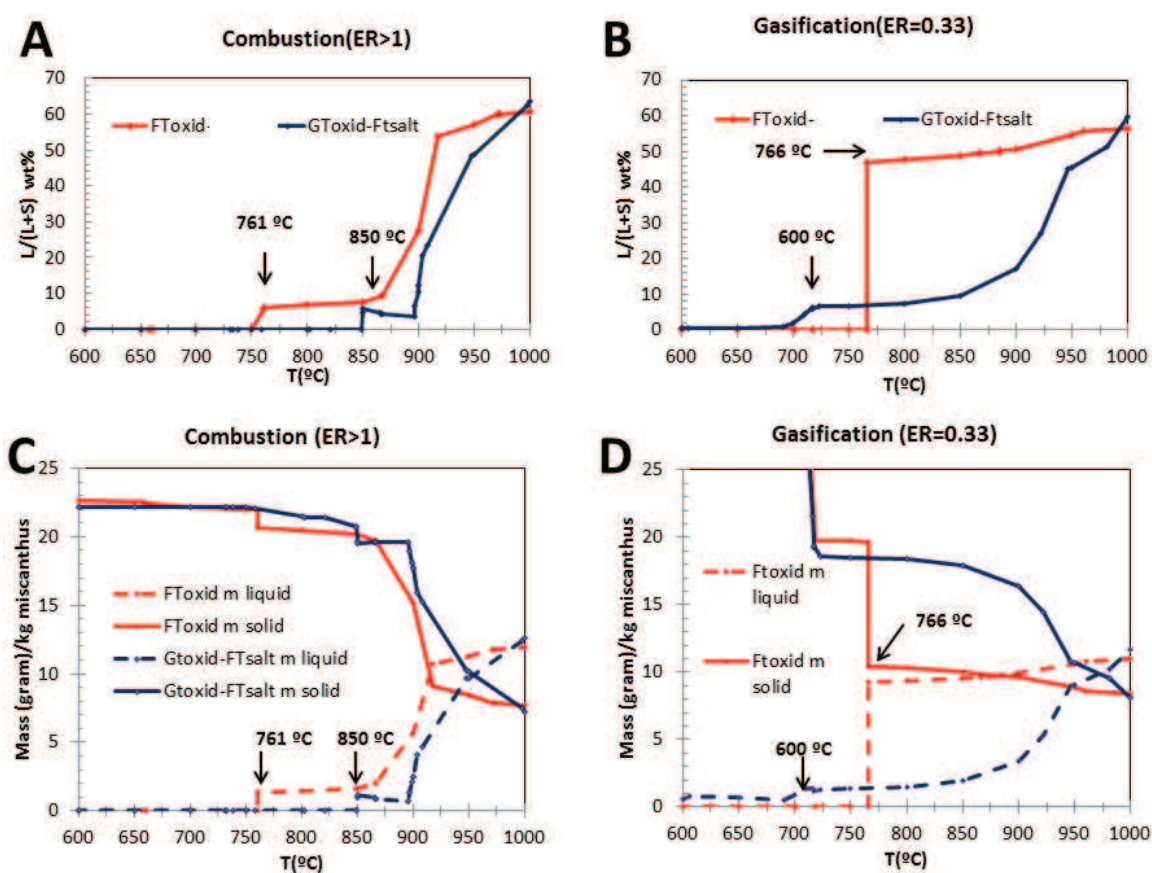 A
Combustion(ER>1)
L/(L+S) wt%
70
60
50
40
30
20
10
0
FToxid-
GToxid-Ftsalt
761 ºC
850 ºC
600 650 700 750 800 850 900 950 1000
T(ºC)
B
Gasification(ER=0.33)
L/(L+S) wt%
70
60
50
40
30
20
10
0
FToxid-
GToxid-Ftsalt
766 ºC
600 ºC
600 650 700 750 800 850 900 950 1000
T(ºC)
C
Combustion (ER>1)
Mass (gram)/kg miscanthus
25
20
15
10
5
0
FToxid m liquid
FToxid m solid
Gtoxid-FTsalt m liquid
Gtoxid-FTsalt m solid
761 ºC
850 ºC
600 650 700 750 800 850 900 950 1000
T(ºC)
D
Gasification (ER=0.33)
Mass (gram)/kg miscanthus
25
20
15
10
5
0
Ftoxid m
liquid
766 ºC
Ftoxid m
solid
600 ºC
600 650 700 750 800 850 900 950 1000
T(ºC)